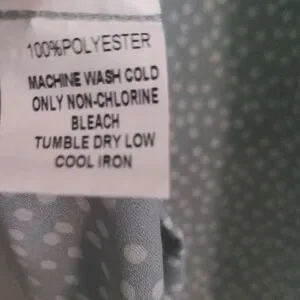 100%POLYESTER
MACHINE WASH COLD
ONLY NON-CHLORINE
BLEACH
TUMBLE DRY LOW
COOL IRON